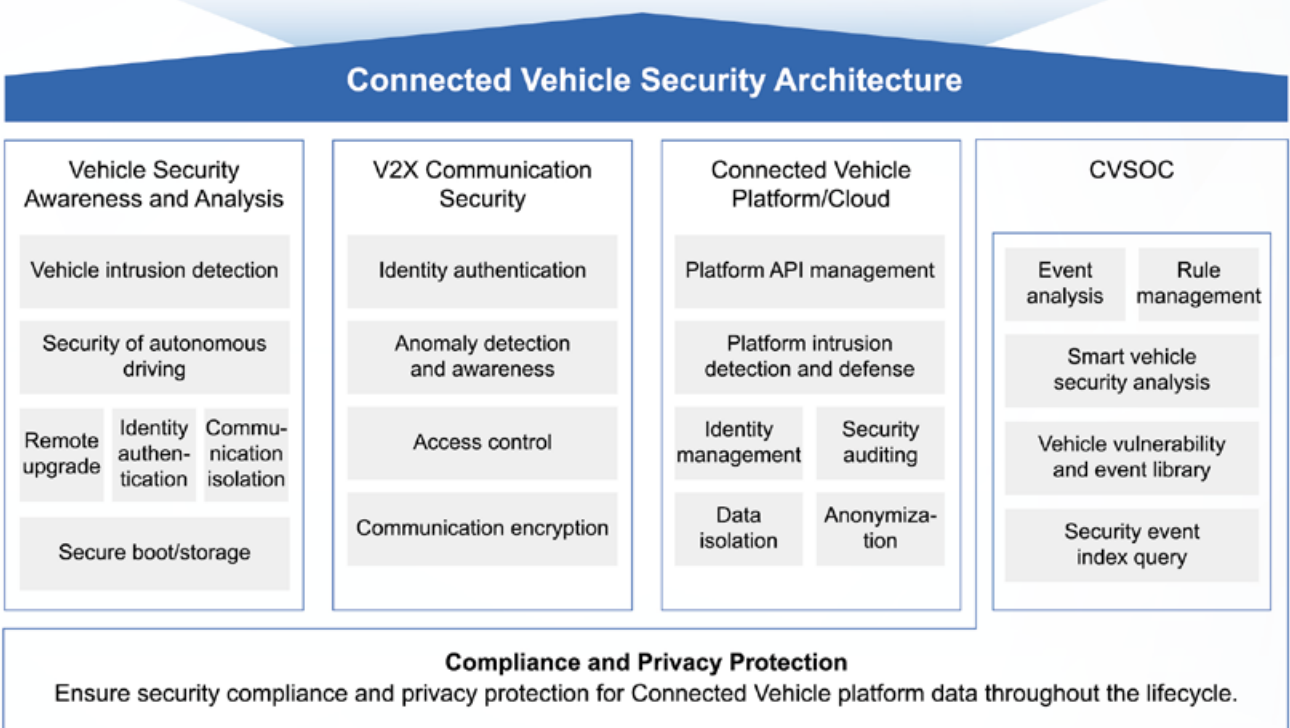 Connected Vehicle Security Architecture
Vehicle Security
Awareness and Analysis
Vehicle intrusion detection
Security of autonomous
driving
Remote
upgrade
Identity
authen-
tication
Commu-
nication
isolation
Secure boot/storage
V2X Communication
Security
Identity authentication
Anomaly detection
and awareness
Access control
Communication encryption
Connected Vehicle
Platform/Cloud
Platform API management
Platform intrusion
detection and defense
Identity
management
Security
auditing
Data
isolation
Anonymiza-
tion
CVSOC
Event
analysis
Rule
management
Smart vehicle
security analysis
Vehicle vulnerability
and event library
Security event
index query
Compliance and Privacy Protection
Ensure security compliance and privacy protection for Connected Vehicle platform data throughout the lifecycle.